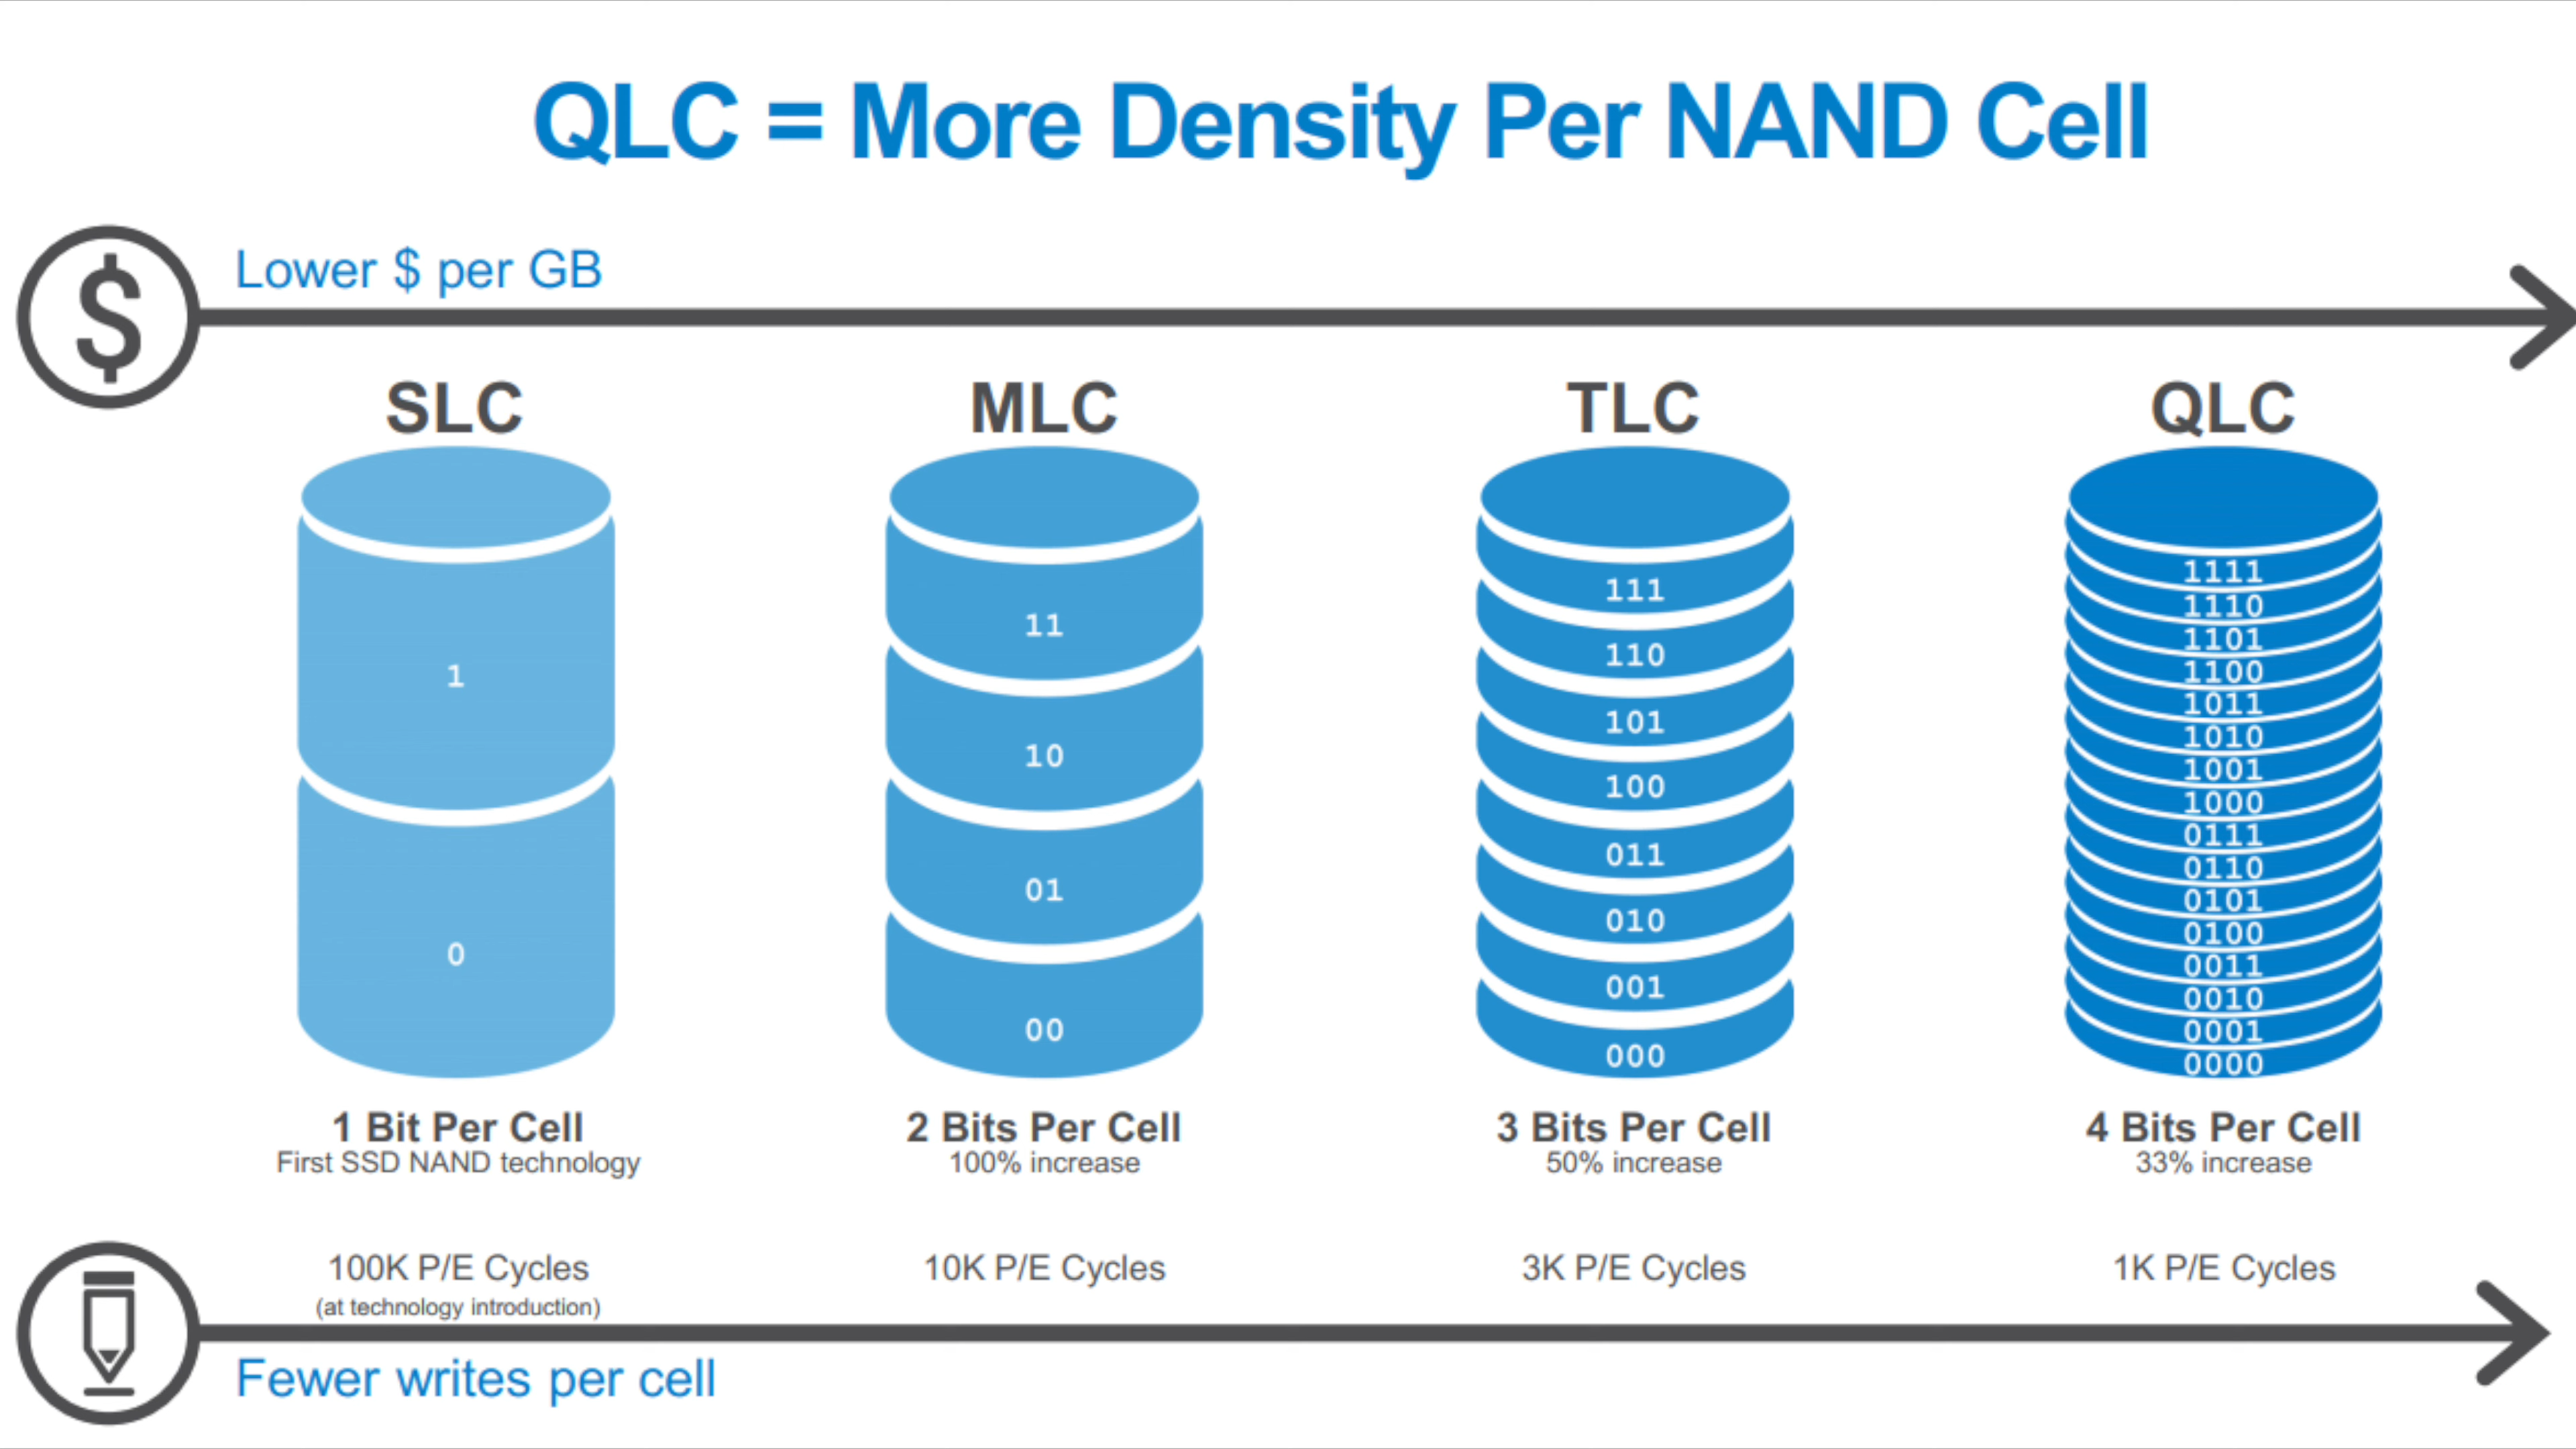 QLC = More Density Per NAND Cell
$
Lower $ per GB
SLC
1
0
1 Bit Per Cell
First SSD NAND technology
100K P/E Cycles
(at technology introduction)
MLC
11
10
01
00
2 Bits Per Cell
100% increase
10K P/E Cycles
TLC
111
110
101
100
011
010
001
000
3 Bits Per Cell
50% increase
3K P/E Cycles
QLC
1111
1110
1101
1100
1011
1010
1001
1000
0111
0110
0101
0100
0011
0010
0001
0000
4 Bits Per Cell
33% increase
1K P/E Cycles
Fewer writes per cell